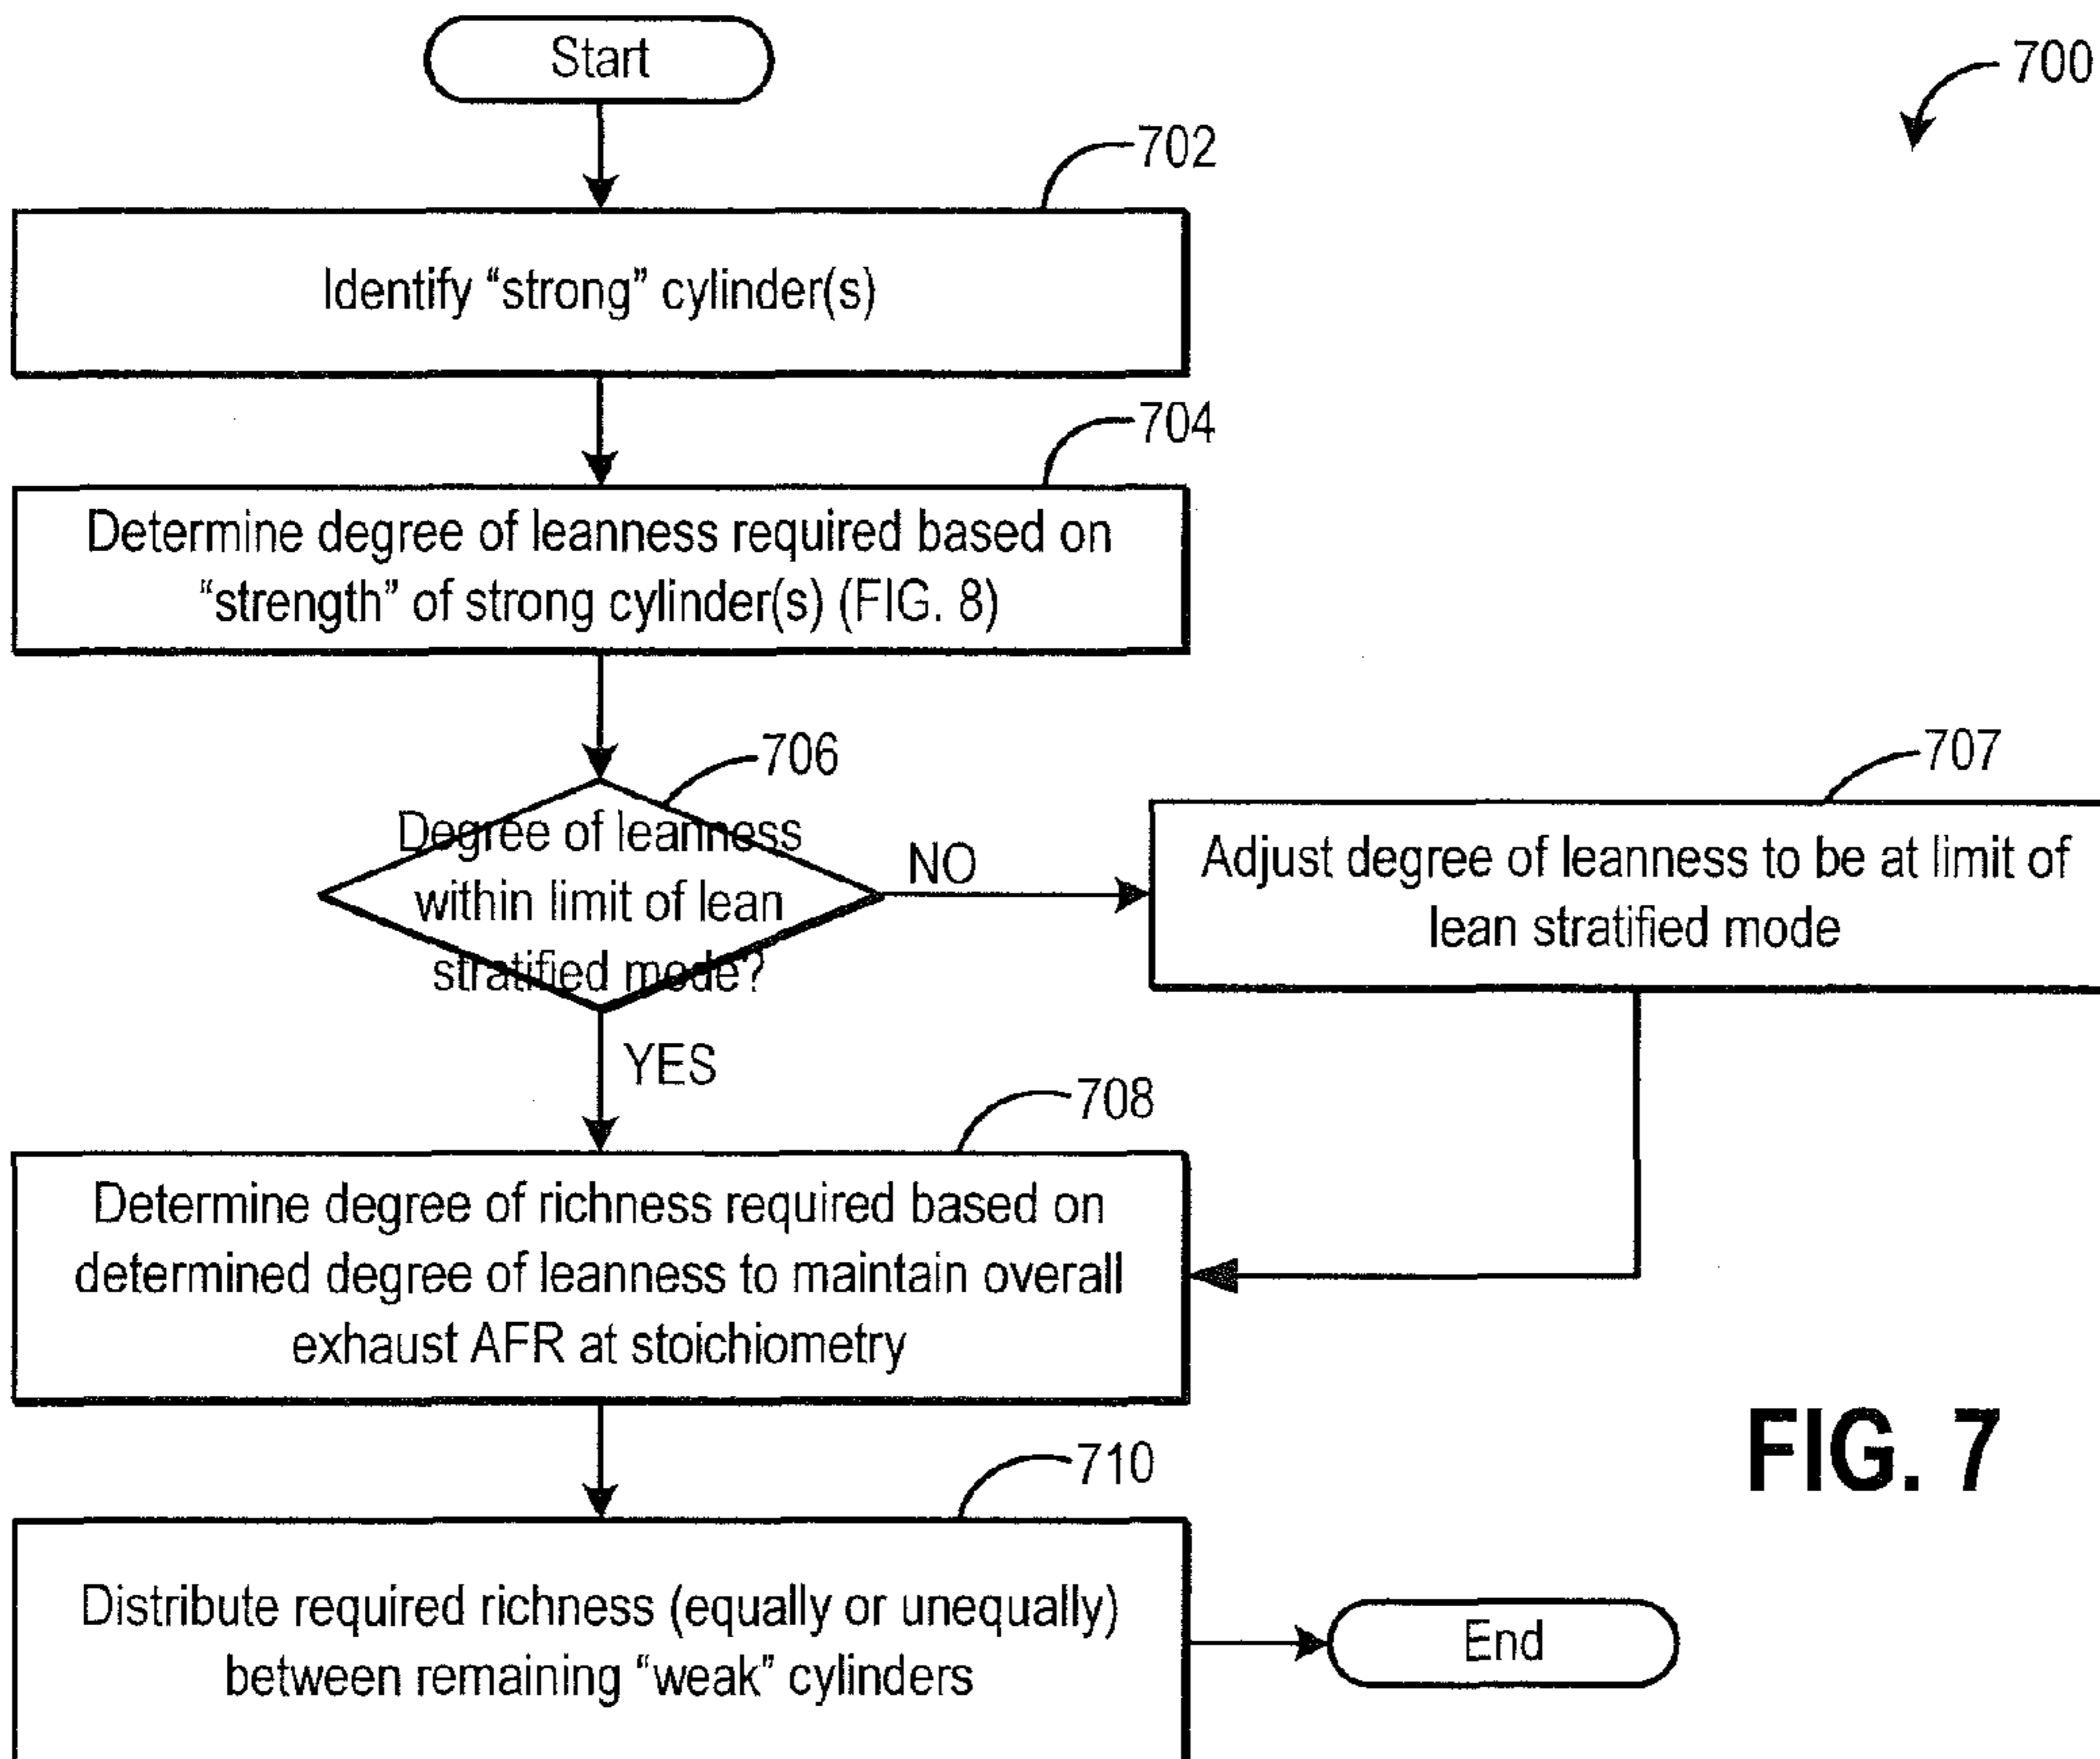 Start
700
702
Identify “strong” cylinder(s)
704
Determine degree of leanness required based on
“strength” of strong cylinder(s) (FIG. 8)
706
Degree of leanness
within limit of lean
stratified mode?
NO
707
Adjust degree of leanness to be at limit of
lean stratified mode
YES
708
Determine degree of richness required based on
determined degree of leanness to maintain overall
exhaust AFR at stoichiometry
710
Distribute required richness (equally or unequally)
between remaining “weak” cylinders
End
FIG. 7